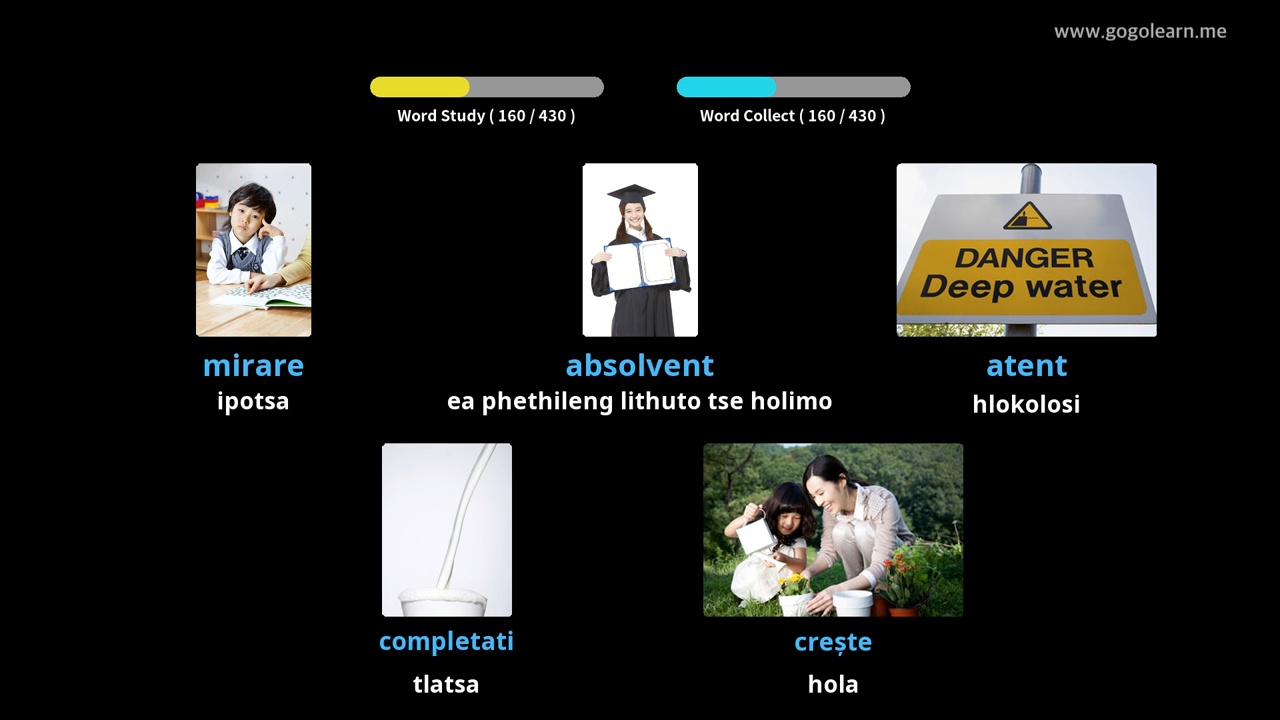 www.gogolearn.me
Word Study ( 160 / 430 )
Word Collect ( 160 / 430 )
DANGER
Deep water
mirare
ipotsa
absolvent
ea phethileng lithuto tse holimo
atent
hlokolosi
completati
tlatsa
crește
hola